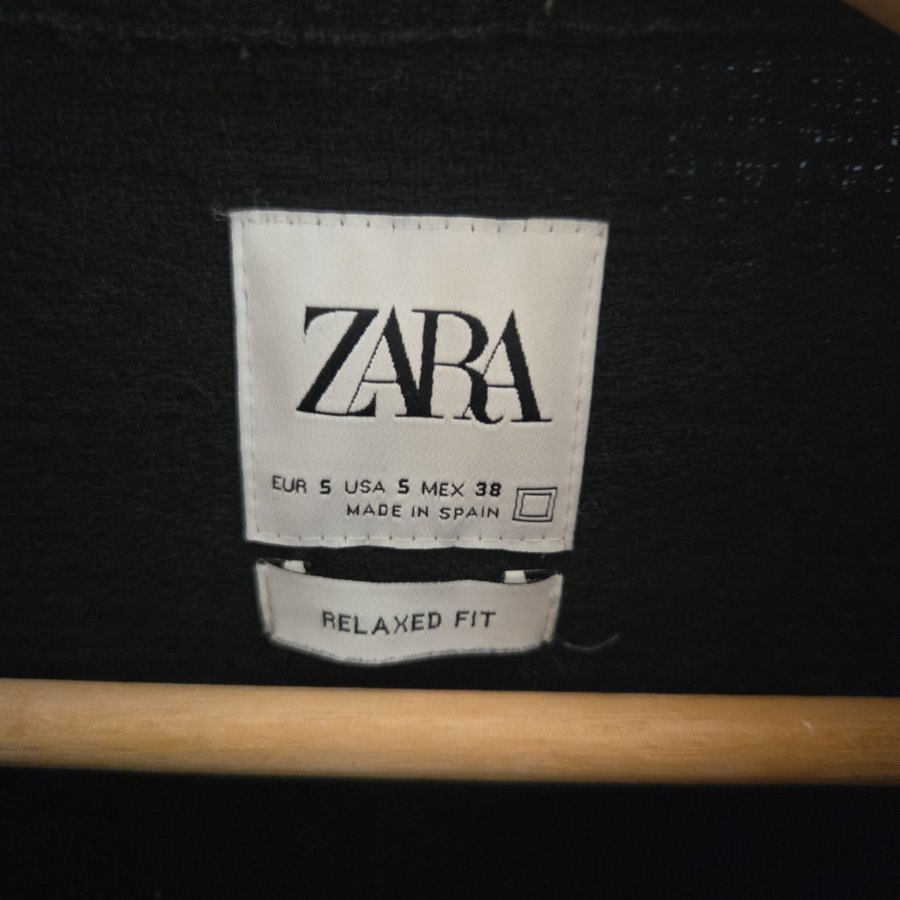 ZARA
EUR S USA S MEX 38
MADE IN SPAIN
RELAXED FIT